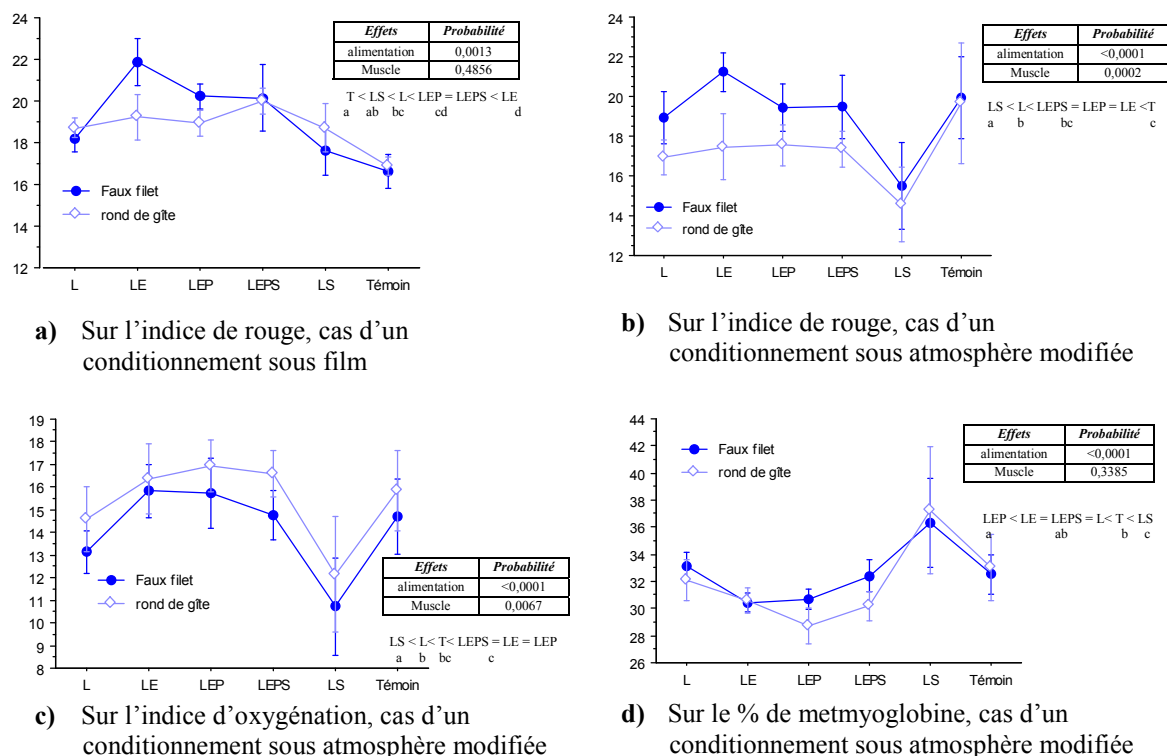 24
22
20
18
16
14
12
Effets Probabilité
alimentation 0,0013
Muscle 0,4856
T < LS < L< LEP = LEPS < LE
a ab bc cd d
Faux filet
rond de gîte
L LE LEP LEPS LS Témoin
a) Sur l’indice de rouge, cas d’un
conditionnement sous film
24
22
20
18
16
14
12
Effets Probabilité
alimentation <0,0001
Muscle 0,0002
LS < L< LEPS = LEP = LE <T
a b bc c
Faux filet
rond de gîte
L LE LEP LEPS LS Témoin
b) Sur l’indice de rouge, cas d’un
conditionnement sous atmosphère modifiée
19
18
17
16
15
14
13
12
11
10
9
8
Faux filet
rond de gîte
Effets Probabilité
alimentation <0,0001
Muscle 0,0067
LS < L< T< LEPS = LE = LEP
a b bc c
L LE LEP LEPS LS Témoin
c) Sur l’indice d’oxygénation, cas d’un
conditionnement sous atmosphère modifiée
44
42
40
38
36
34
32
30
28
26
Faux filet
rond de gîte
Effets Probabilité
alimentation <0,0001
Muscle 0,3385
LEP < LE = LEPS = L< T < LS
a ab b c
L LE LEP LEPS LS Témoin
d) Sur le % de metmyoglobine, cas d’un
conditionnement sous atmosphère modifiée